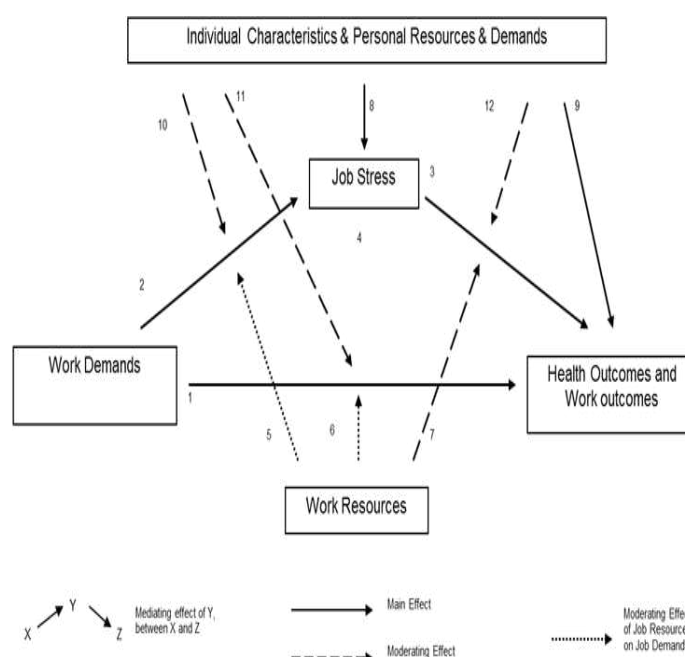 Individual Characteristics & Personal Resources & Demands
11
8
12
9
10
Job Stress
3
4
2
Work Demands
Health Outcomes and
Work outcomes
1
5
6
7
Work Resources
Y
X
Z
Mediating effect of Y,
between X and Z
Main Effect
Moderating Effect
Moderating Effe
of Job Resource
on Job Demand